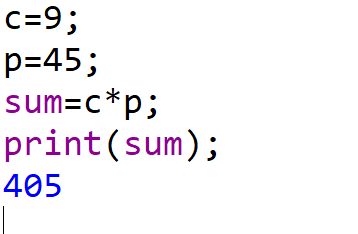 c=9;
p=45;
sum=c*p;
print(sum);
405